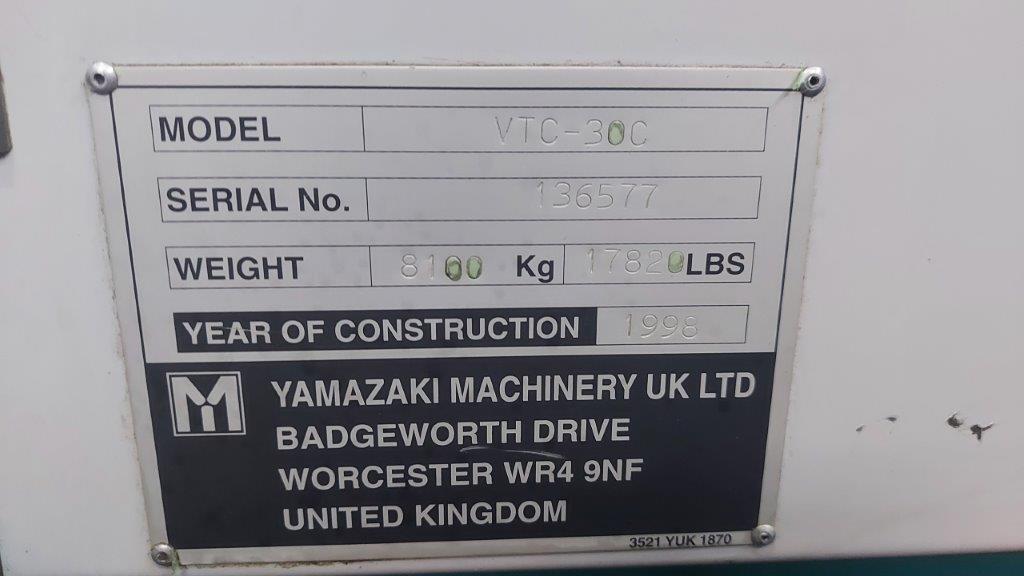 MODEL VTC-30C
SERIAL No. 136577
WEIGHT 8100 Kg 17820 LBS
YEAR OF CONSTRUCTION 1998
YAMAZAKI MACHINERY UK LTD
BADGEWORTH DRIVE
WORCESTER WR4 9NF
UNITED KINGDOM
3521 YUK 1870